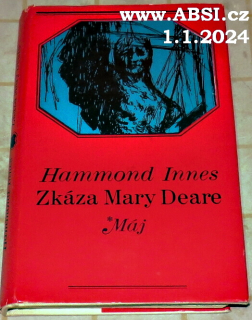 www.ABSI.cz
1.1.2024
Hammond Innes
Zkáza Mary Deare
Máj